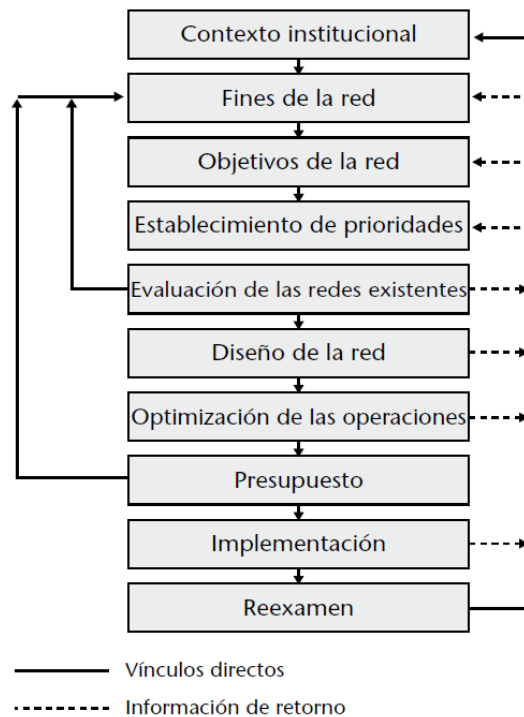 Contexto institucional
Fines de la red
Objetivos de la red
Establecimiento de prioridades
Evaluación de las redes existentes
Diseño de la red
Optimización de las operaciones
Presupuesto
Implementación
Reexamen
Vínculos directos
Información de retorno